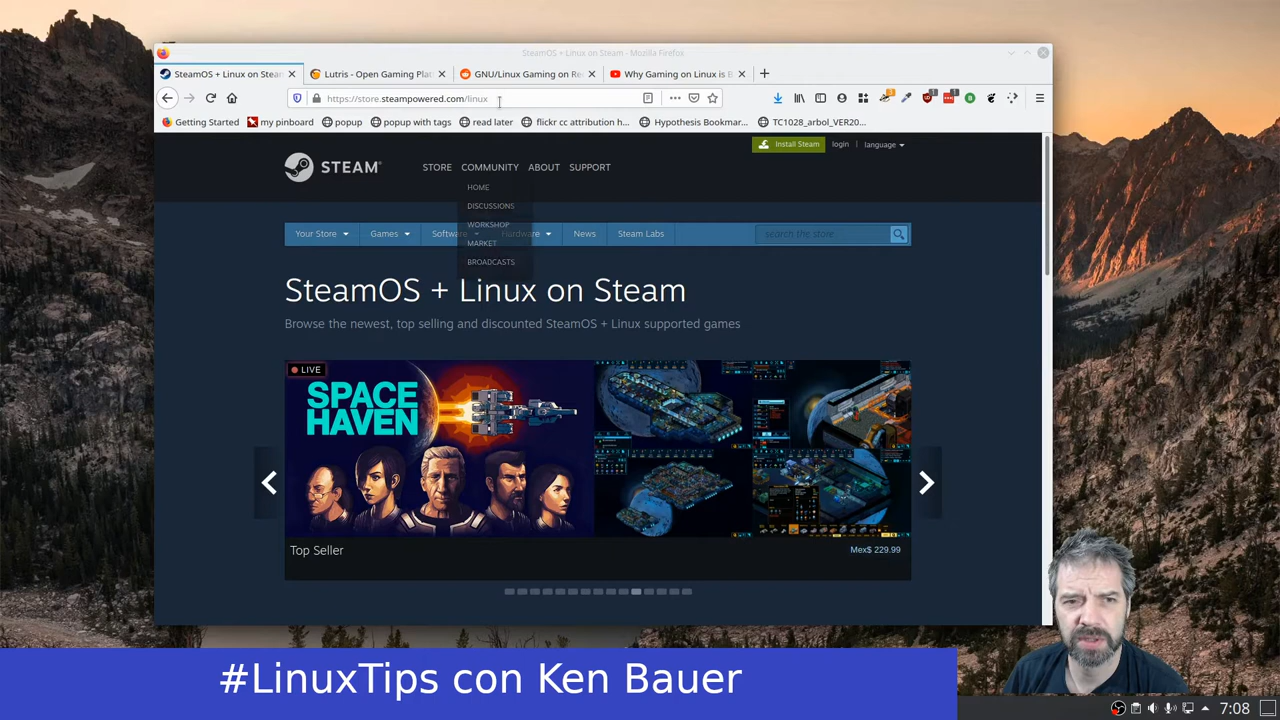 SteamOS + Linux on Steam - Mozilla Firefox
SteamOS + Linux on Stean
Lutris - Open Gaming Plat
GNU/Linux Gaming on Re
Why Gaming on Linux is B
https://store.steampowered.com/linux
Getting Started
my pinboard
popup
popup with tags
read later
flickr cc attribution h...
Hypothesis Bookmar...
TC1028_arbol_VER20...
Install Steam
login
language
STEAM
STORE
COMMUNITY
ABOUT
SUPPORT
HOME
DISCUSSIONS
WORKSHOP
MARKET
BROADCASTS
Your Store
Games
Software
Hardware
News
Steam Labs
search the store
SteamOS + Linux on Steam
Browse the newest, top selling and discounted SteamOS + Linux supported games
LIVE
SPACE
HAVEN
Top Seller
Mex$ 229.99
#LinuxTips con Ken Bauer
7:08